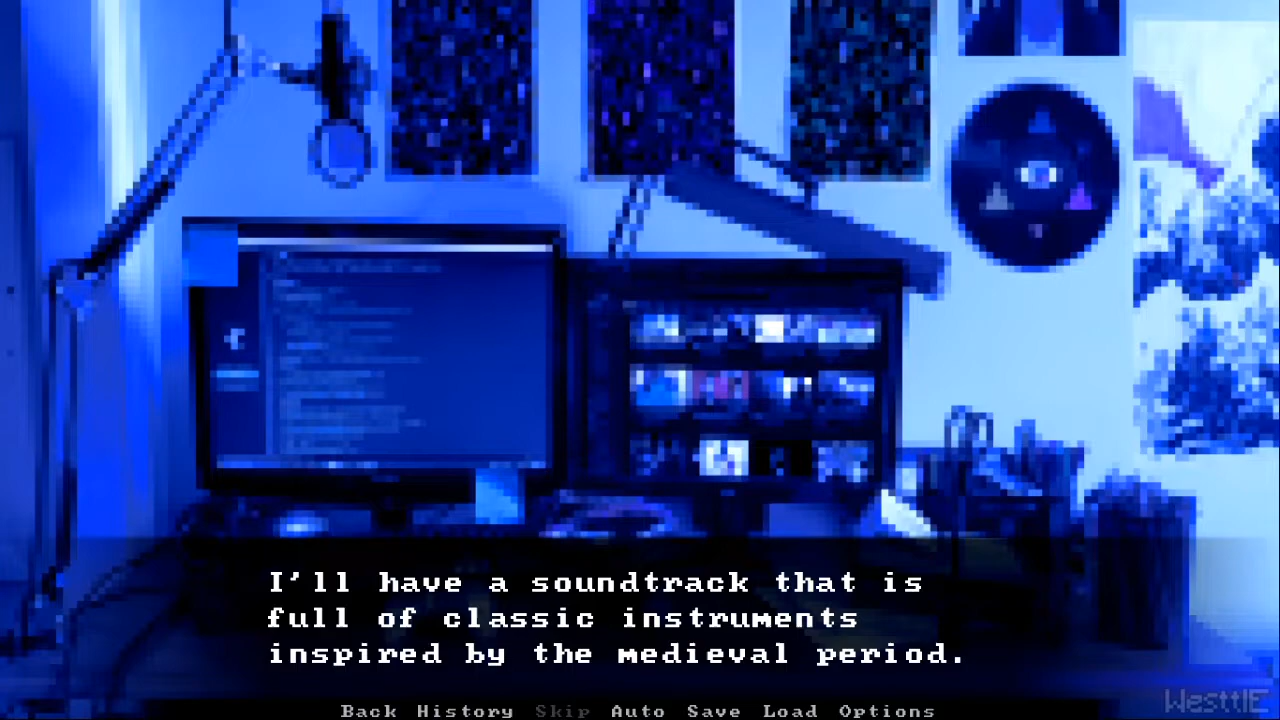 I'll have a soundtrack that is
full of classic instruments
inspired by the medieval period.
Back History Skip Auto Save Load Options
WesttIE